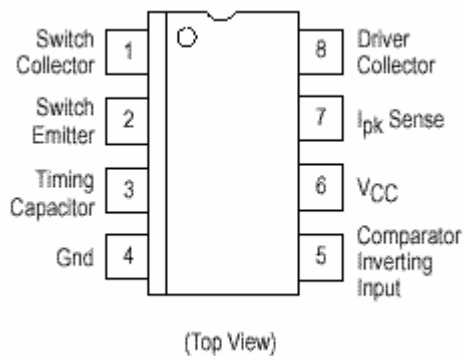 Switch
Collector
1
8
Driver
Collector
Switch
Emitter
2
7
Ipk Sense
Timing
Capacitor
3
6
VCC
Gnd
4
5
Comparator
Inverting
Input
(Top View)